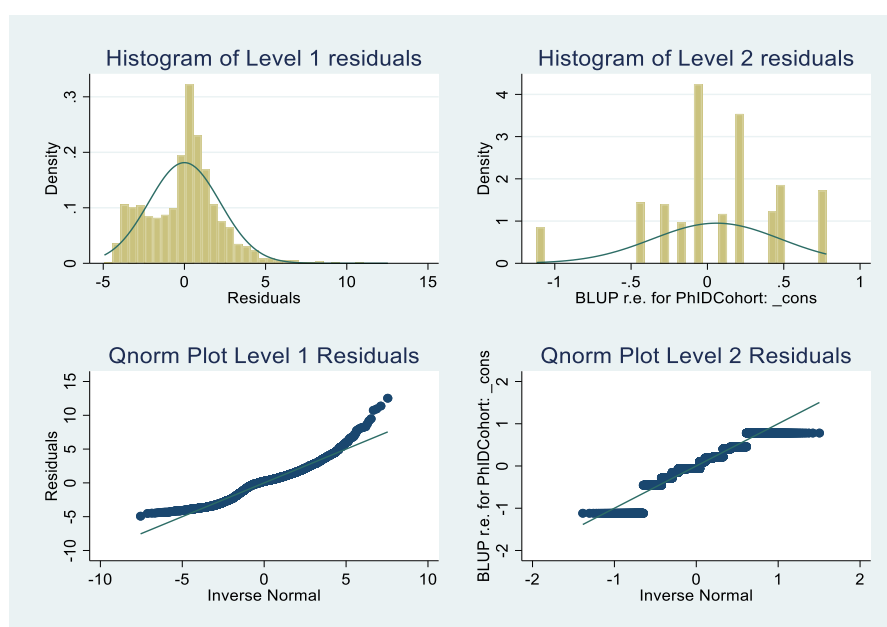 Histogram of Level 1 residuals
Density
0 .1 .2 .3
-5 0 5 10 15
Residuals
Histogram of Level 2 residuals
Density
0 1 2 3 4
-1 -.5 0 .5 1
BLUP r.e. for PhIDCohort: _cons
Qnorm Plot Level 1 Residuals
Residuals
-10 -5 0 5 10 15
-10 -5 0 5 10
Inverse Normal
Qnorm Plot Level 2 Residuals
BLUP r.e. for PhIDCohort: _cons
-2 -1 0 1 2
-2 -1 0 1 2
Inverse Normal